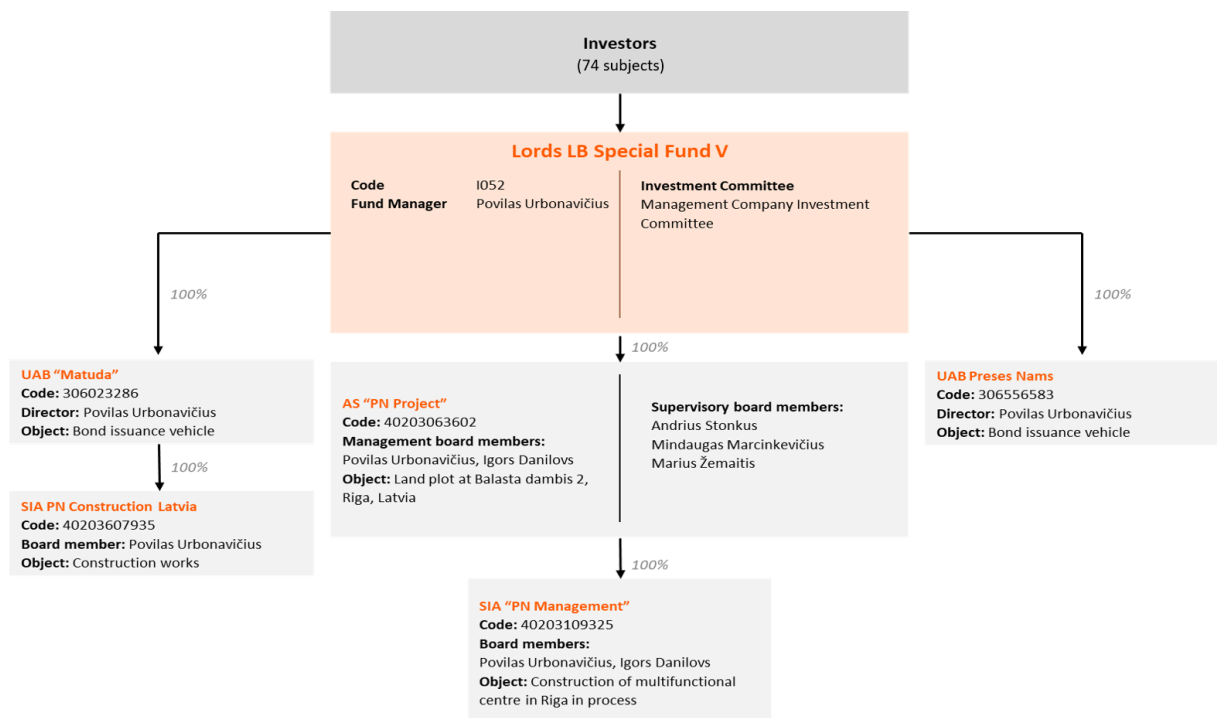 Investors
(74 subjects)
Lords LB Special Fund V
Code I052
Fund Manager Povilas Urbonavičius
Investment Committee
Management Company Investment
Committee
100%
100%
100%
UAB “Matuda”
Code: 306023286
Director: Povilas Urbonavičius
Object: Bond issuance vehicle
100%
SIA PN Construction Latvia
Code: 40203607935
Board member: Povilas Urbonavičius
Object: Construction works
AS “PN Project”
Code: 40203063602
Management board members:
Povilas Urbonavičius, Igors Danilovs
Object: Land plot at Balasta dambis 2,
Riga, Latvia
Supervisory board members:
Andrius Stonkus
Mindaugas Marcinkevičius
Marius Žemaitis
UAB Preses Nams
Code: 306556583
Director: Povilas Urbonavičius
Object: Bond issuance vehicle
100%
SIA “PN Management”
Code: 40203109325
Board members:
Povilas Urbonavičius, Igors Danilovs
Object: Construction of multifunctional
centre in Riga in process